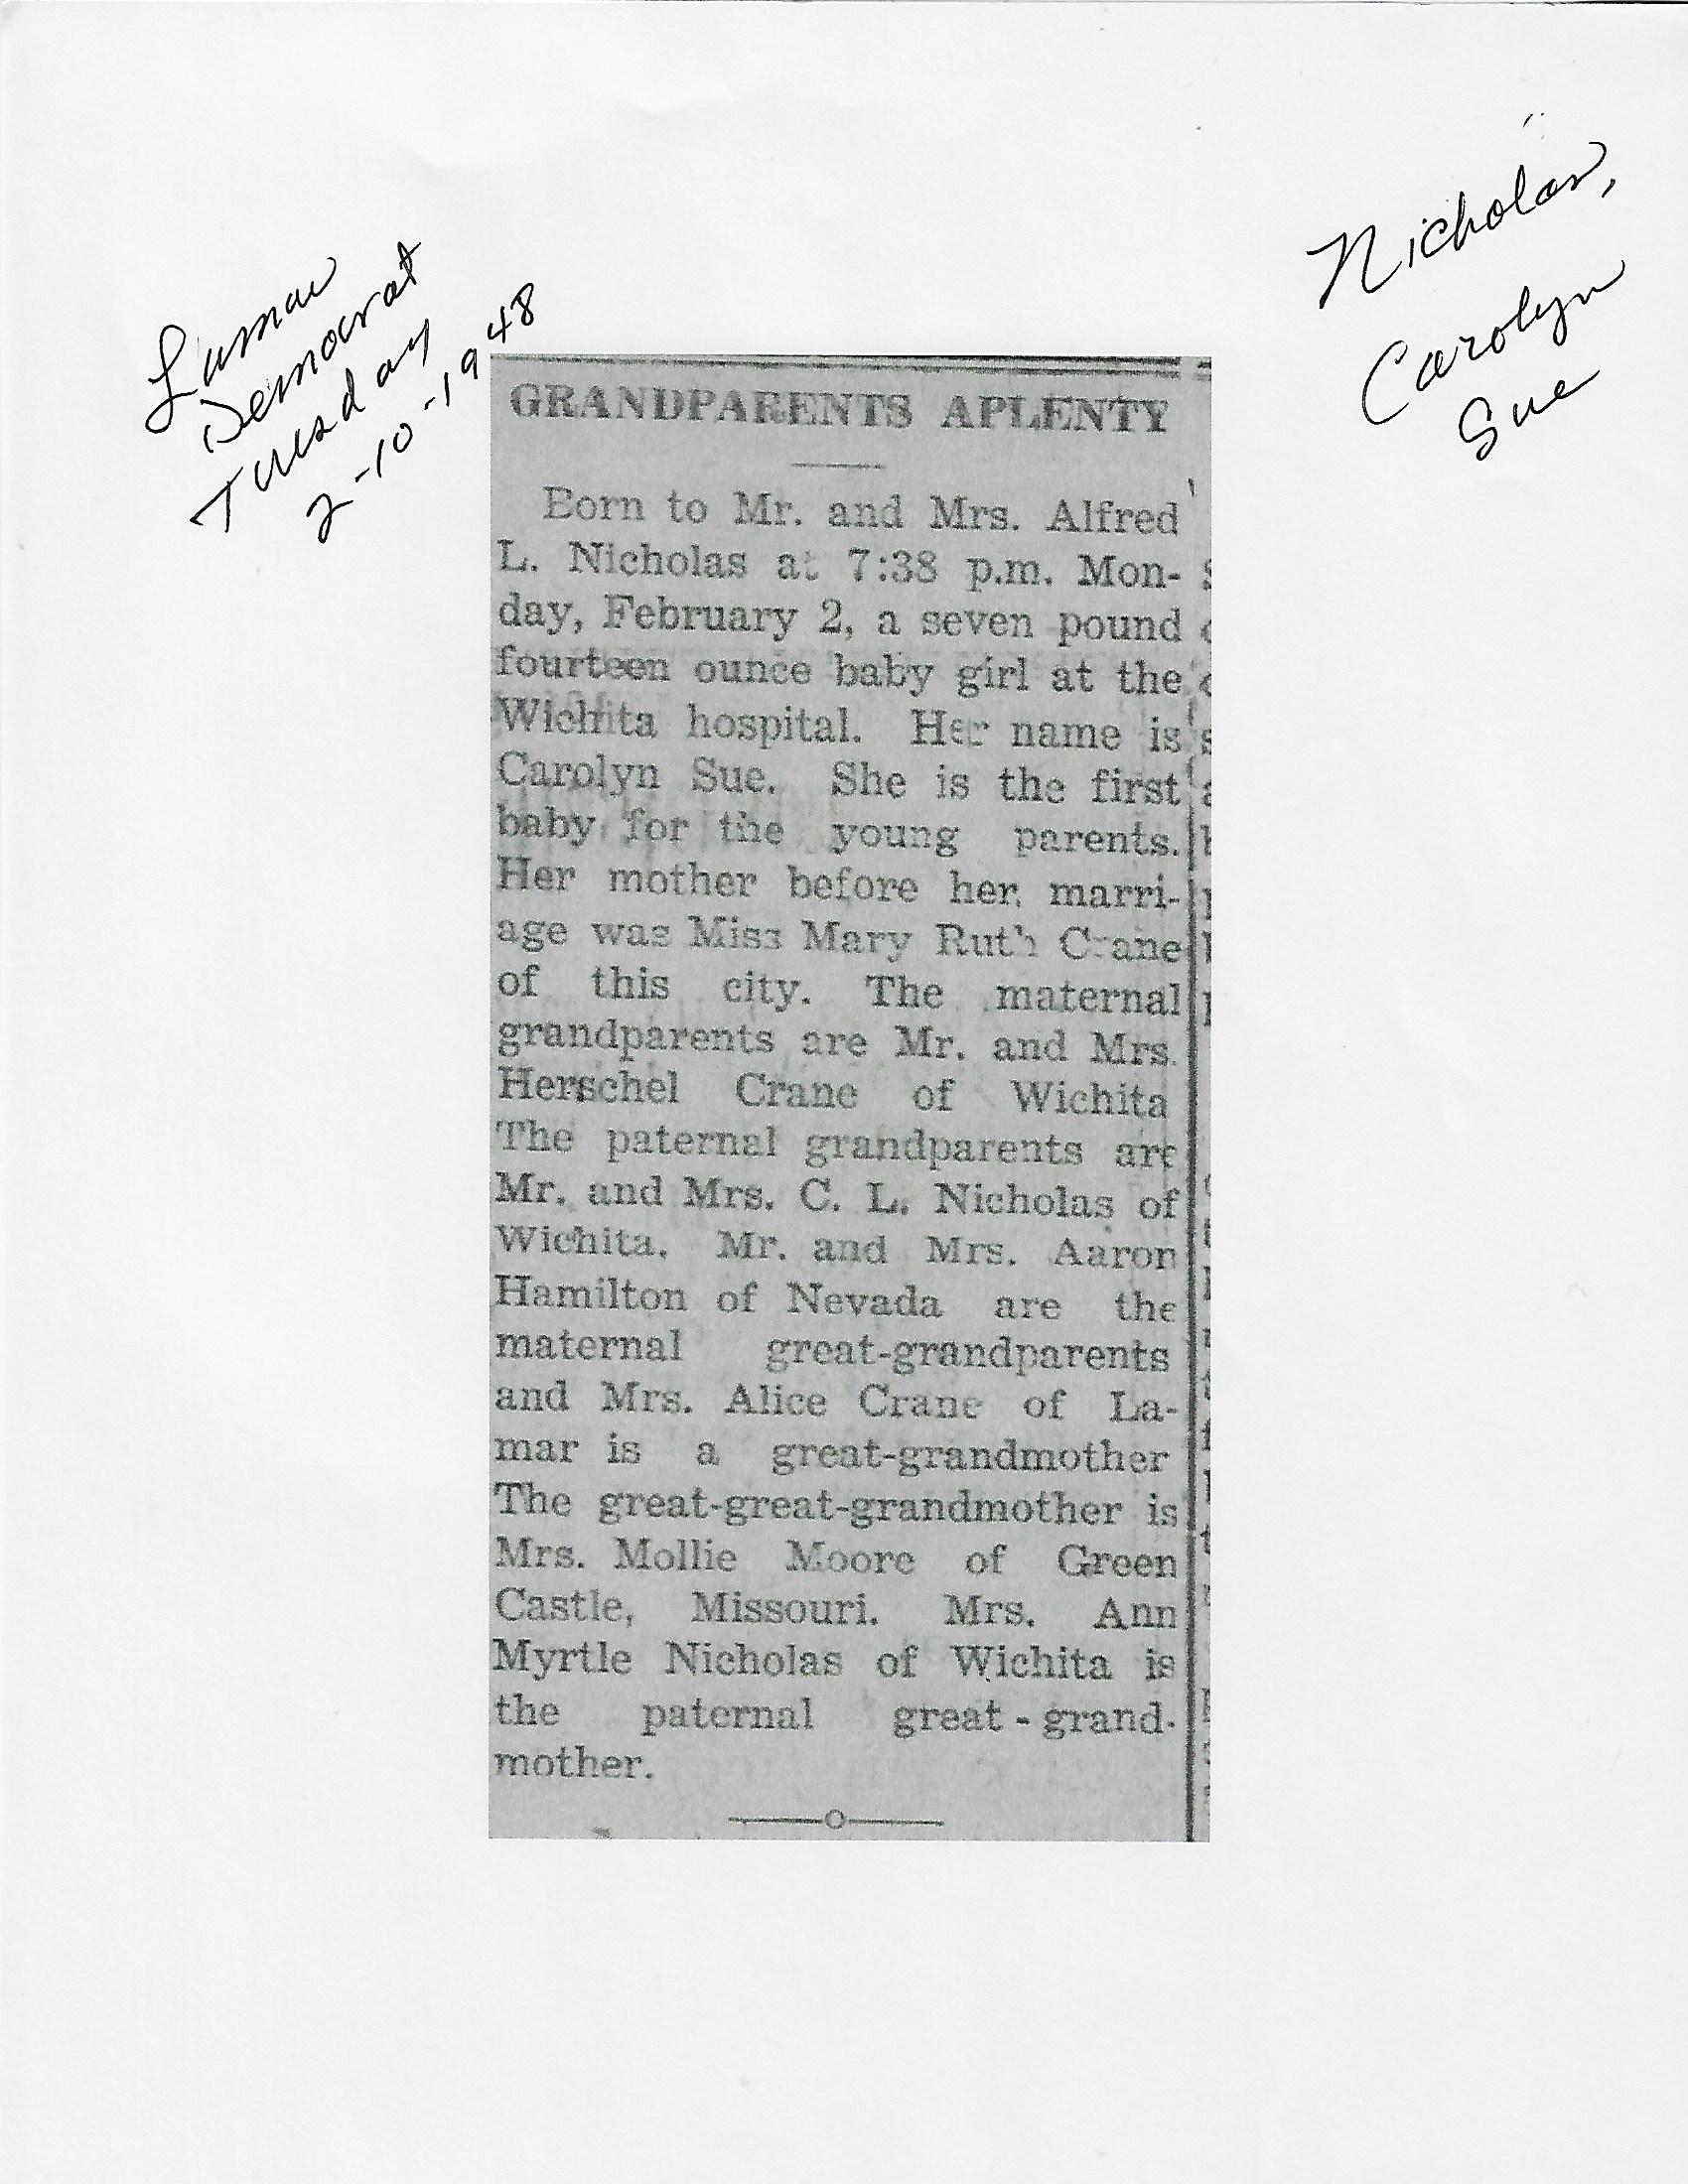 Lamar
Democrat
Tuesday
2-10-1948
Nicholas,
Carolyn
Sue
GRANDPARENTS APLENTY
Born to Mr. and Mrs. Alfred
L. Nicholas at 7:38 p.m. Mon-
day, February 2, a seven pound
fourteen ounce baby girl at the
Wichita hospital. Her name is
Carolyn Sue. She is the first
baby for the young parents.
Her mother before her marri-
age was Miss Mary Ruth Crane
of this city. The maternal
grandparents are Mr. and Mrs.
Herschel Crane of Wichita
The paternal grandparents are
Mr. and Mrs. C. L. Nicholas of
Wichita. Mr. and Mrs. Aaron
Hamilton of Nevada are the
maternal great-grandparents
and Mrs. Alice Crane of La-
mar is a great-grandmother
The great-great-grandmother is
Mrs. Mollie Moore of Green
Castle, Missouri. Mrs. Ann
Myrtle Nicholas of Wichita is
the paternal great-grand-
mother.